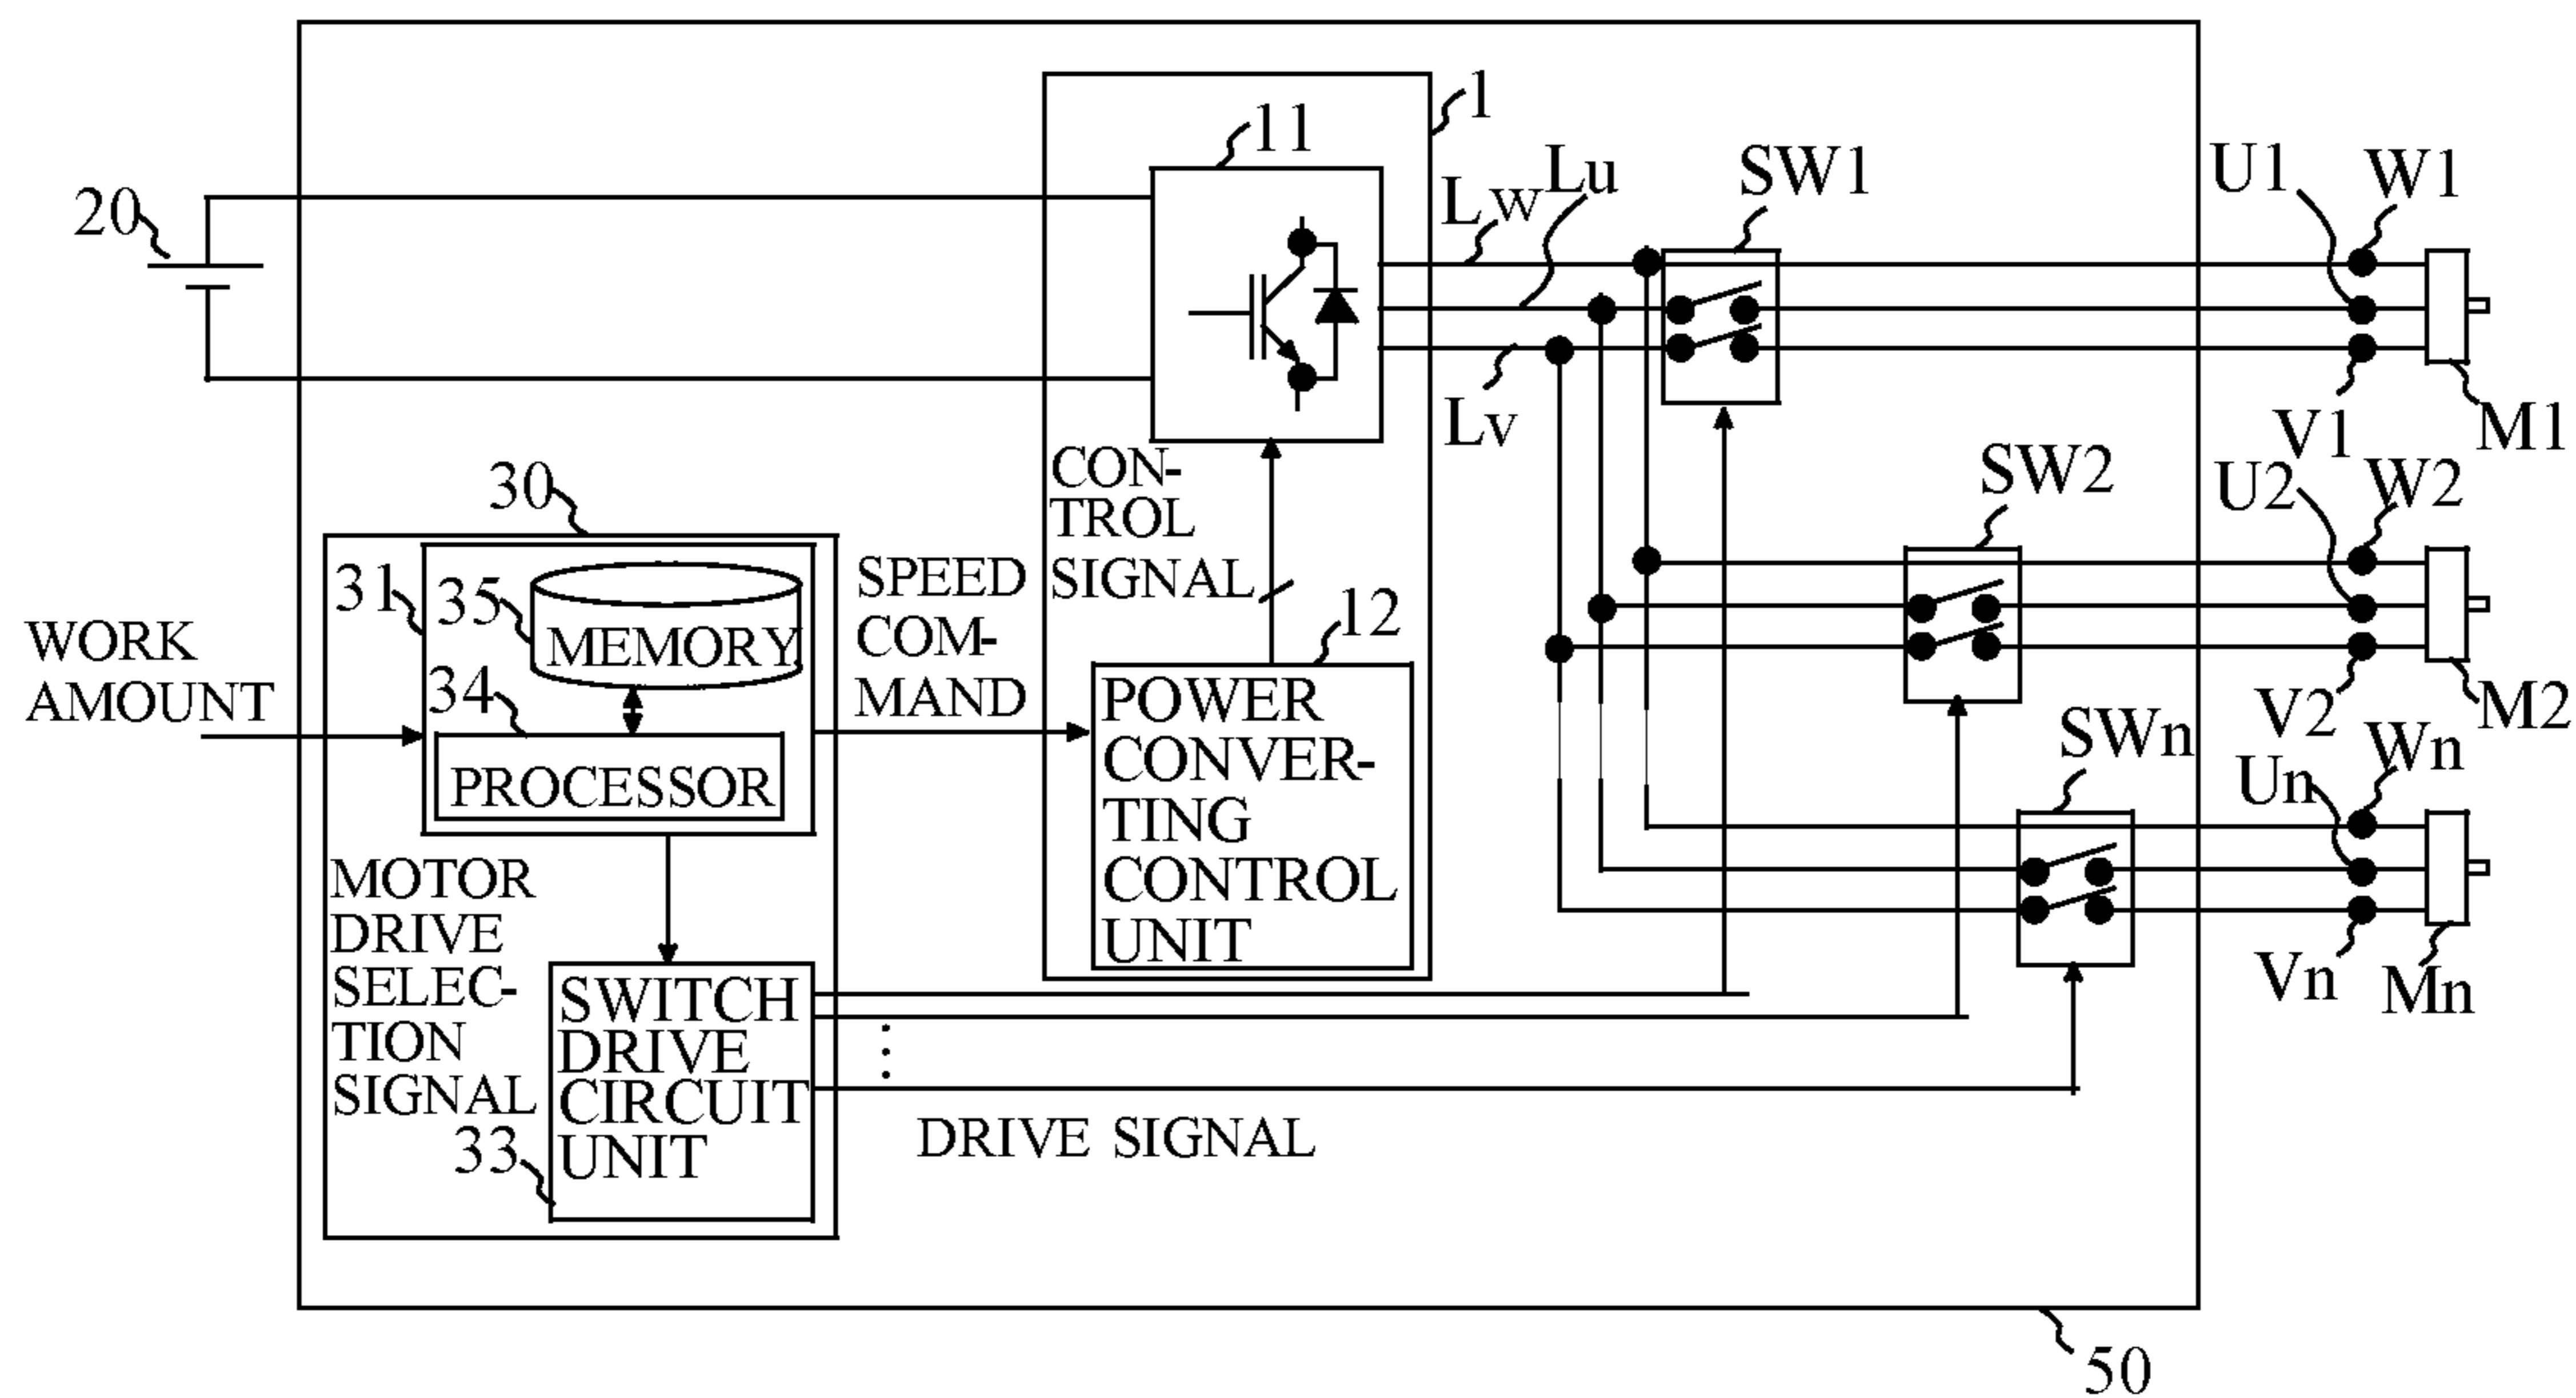 1
11
Lw
Lu
SW1
U1
W1
20
Lv
V1
M1
30
CON-
TROL
SIGNAL
SW2
U2
W2
31
35
MEMORY
SPEED
COM-
MAND
12
WORK
AMOUNT
34
PROCESSOR
POWER
CONVER-
TING
CONTROL
UNIT
V2
M2
SWn
Un
Wn
MOTOR
DRIVE
SELEC-
TION
SIGNAL
Vn
Mn
SWITCH
DRIVE
CIRCUIT
UNIT
33
DRIVE SIGNAL
50